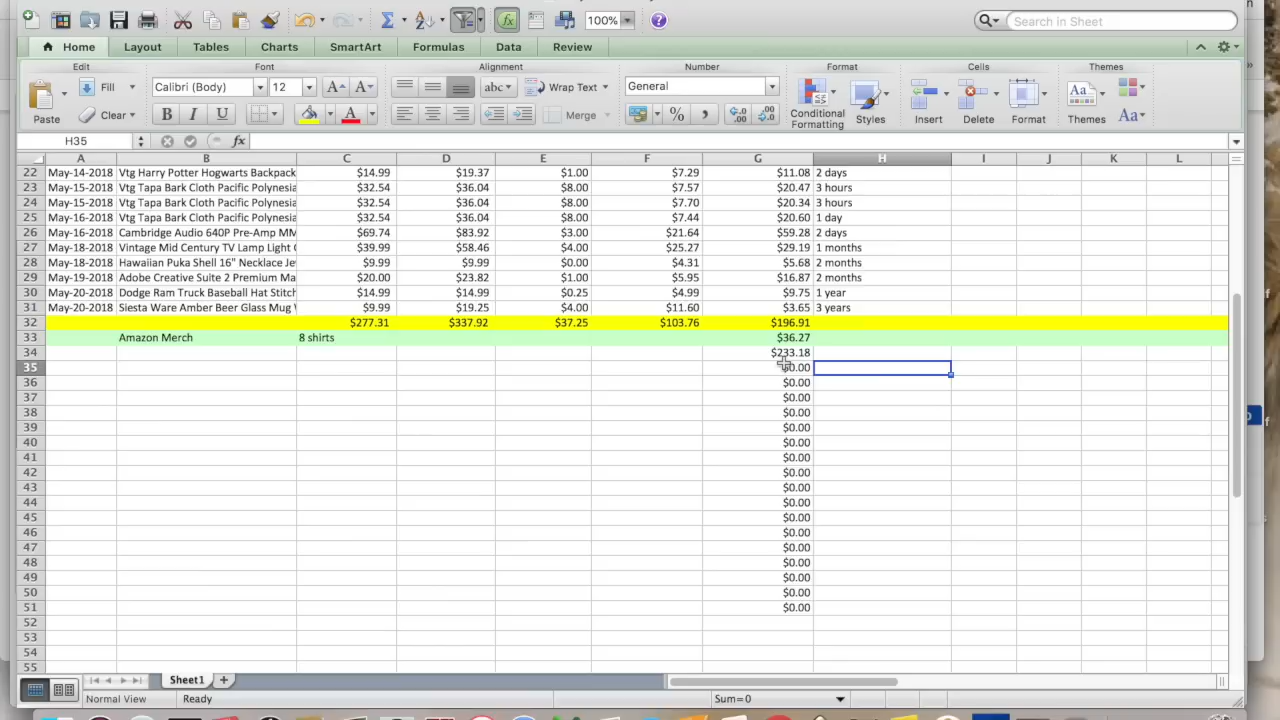 100%
Search in Sheet
Home Layout Tables Charts SmartArt Formulas Data Review
Edit Font Alignment Number Format Cells Themes
Fill Calibri (Body) 12 abc Wrap Text General
Paste Clear B I U Merge % Conditional Formatting Styles Insert Delete Format Themes Aa
H35 fx
A B C D E F G H I J K L
22 May-14-2018 Vtg Harry Potter Hogwarts Backpack $14.99 $19.37 $1.00 $7.29 $11.08 2 days
23 May-15-2018 Vtg Tapa Bark Cloth Pacific Polynesia $32.54 $36.04 $8.00 $7.57 $20.47 3 hours
24 May-15-2018 Vtg Tapa Bark Cloth Pacific Polynesia $32.54 $36.04 $8.00 $7.70 $20.34 3 hours
25 May-16-2018 Vtg Tapa Bark Cloth Pacific Polynesia $32.54 $36.04 $8.00 $7.44 $20.60 1 day
26 May-16-2018 Cambridge Audio 640P Pre-Amp MM $69.74 $83.92 $3.00 $21.64 $59.28 2 days
27 May-18-2018 Vintage Mid Century TV Lamp Light $39.99 $58.46 $4.00 $25.27 $29.19 1 months
28 May-18-2018 Hawaiian Puka Shell 16" Necklace Je $9.99 $9.99 $0.00 $4.31 $5.68 2 months
29 May-19-2018 Adobe Creative Suite 2 Premium Ma $20.00 $23.82 $1.00 $5.95 $16.87 2 months
30 May-20-2018 Dodge Ram Truck Baseball Hat Stitch $14.99 $14.99 $0.25 $4.99 $9.75 1 year
31 May-20-2018 Siesta Ware Amber Beer Glass Mug $9.99 $19.25 $4.00 $11.60 $3.65 3 years
32 $277.31 $337.92 $37.25 $103.76 $196.91
33 Amazon Merch 8 shirts $36.27
34 $233.18
35 $0.00
36 $0.00
37 $0.00
38 $0.00
39 $0.00
40 $0.00
41 $0.00
42 $0.00
43 $0.00
44 $0.00
45 $0.00
46 $0.00
47 $0.00
48 $0.00
49 $0.00
50 $0.00
51 $0.00
52
53
54
55
Sheet1
Normal View Ready Sum=0